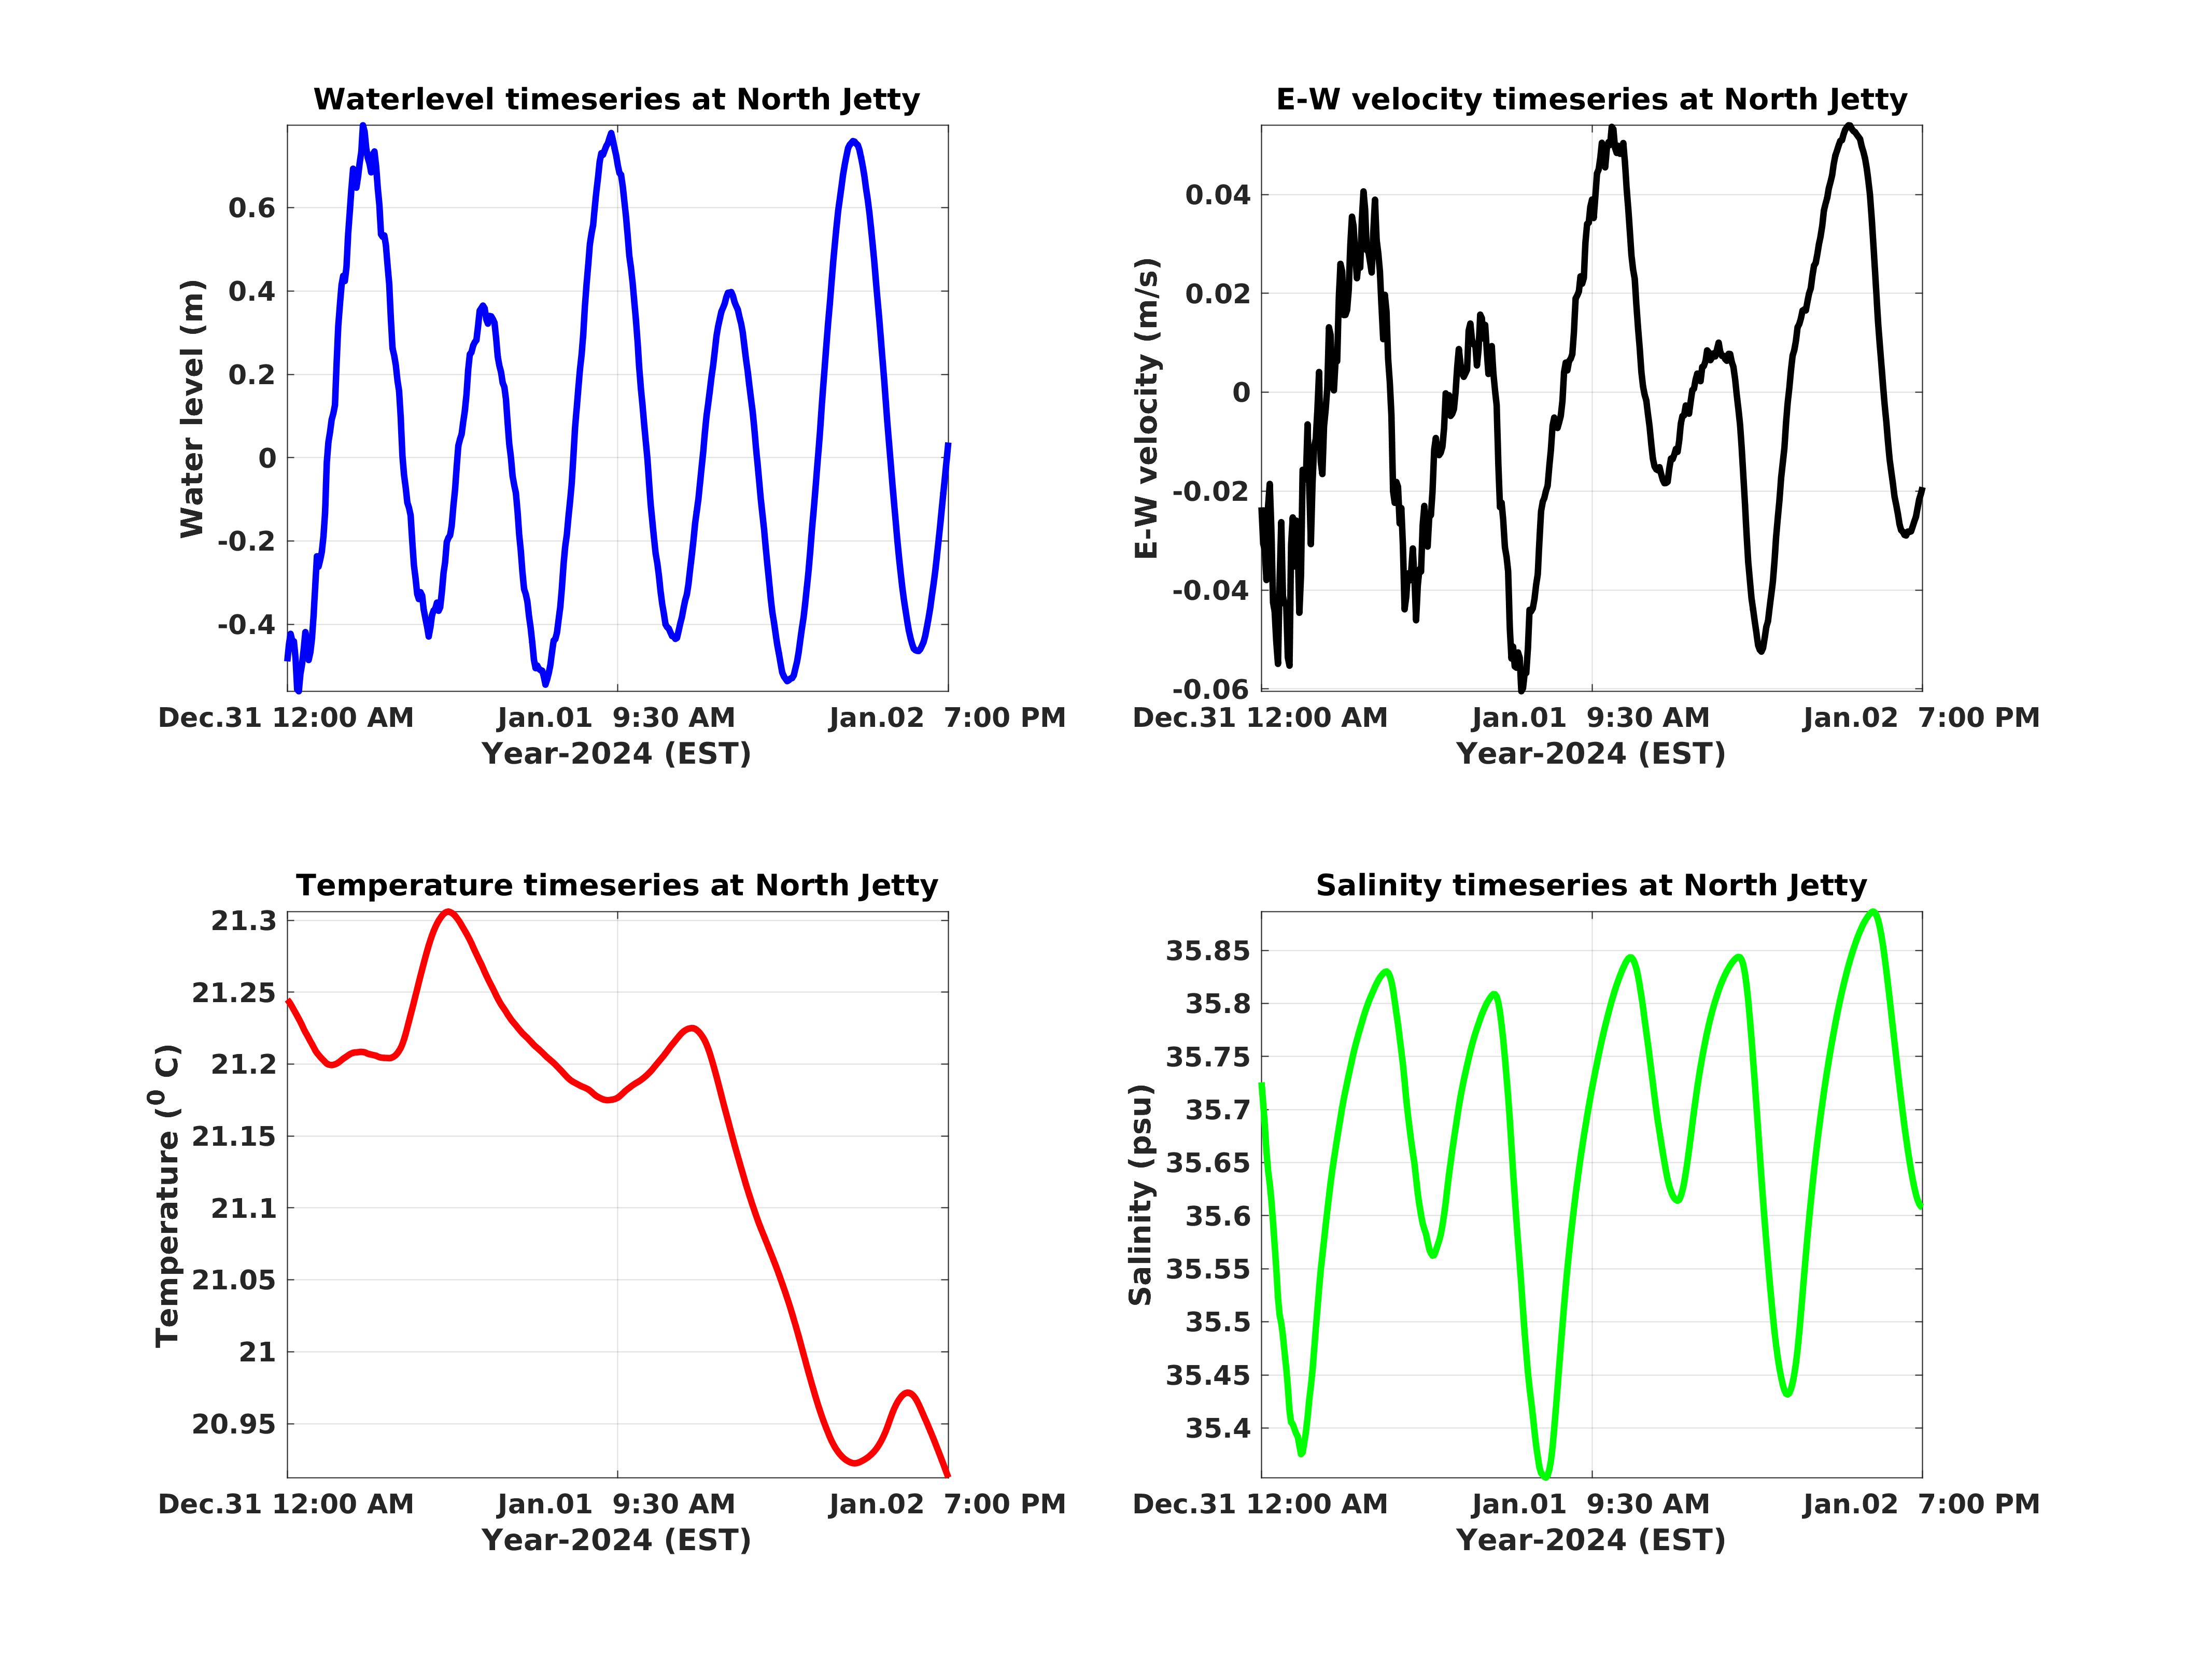 Waterlevel timeseries at North Jetty
Water level (m)
0.6
0.4
0.2
0
-0.2
-0.4
Dec.31 12:00 AM Jan.01 9:30 AM Jan.02 7:00 PM
Year-2024 (EST)
E-W velocity timeseries at North Jetty
E-W velocity (m/s)
0.04
0.02
0
-0.02
-0.04
-0.06
Dec.31 12:00 AM Jan.01 9:30 AM Jan.02 7:00 PM
Year-2024 (EST)
Temperature timeseries at North Jetty
Temperature (⁰ C)
21.3
21.25
21.2
21.15
21.1
21.05
21
20.95
Dec.31 12:00 AM Jan.01 9:30 AM Jan.02 7:00 PM
Year-2024 (EST)
Salinity timeseries at North Jetty
Salinity (psu)
35.85
35.8
35.75
35.7
35.65
35.6
35.55
35.5
35.45
35.4
Dec.31 12:00 AM Jan.01 9:30 AM Jan.02 7:00 PM
Year-2024 (EST)